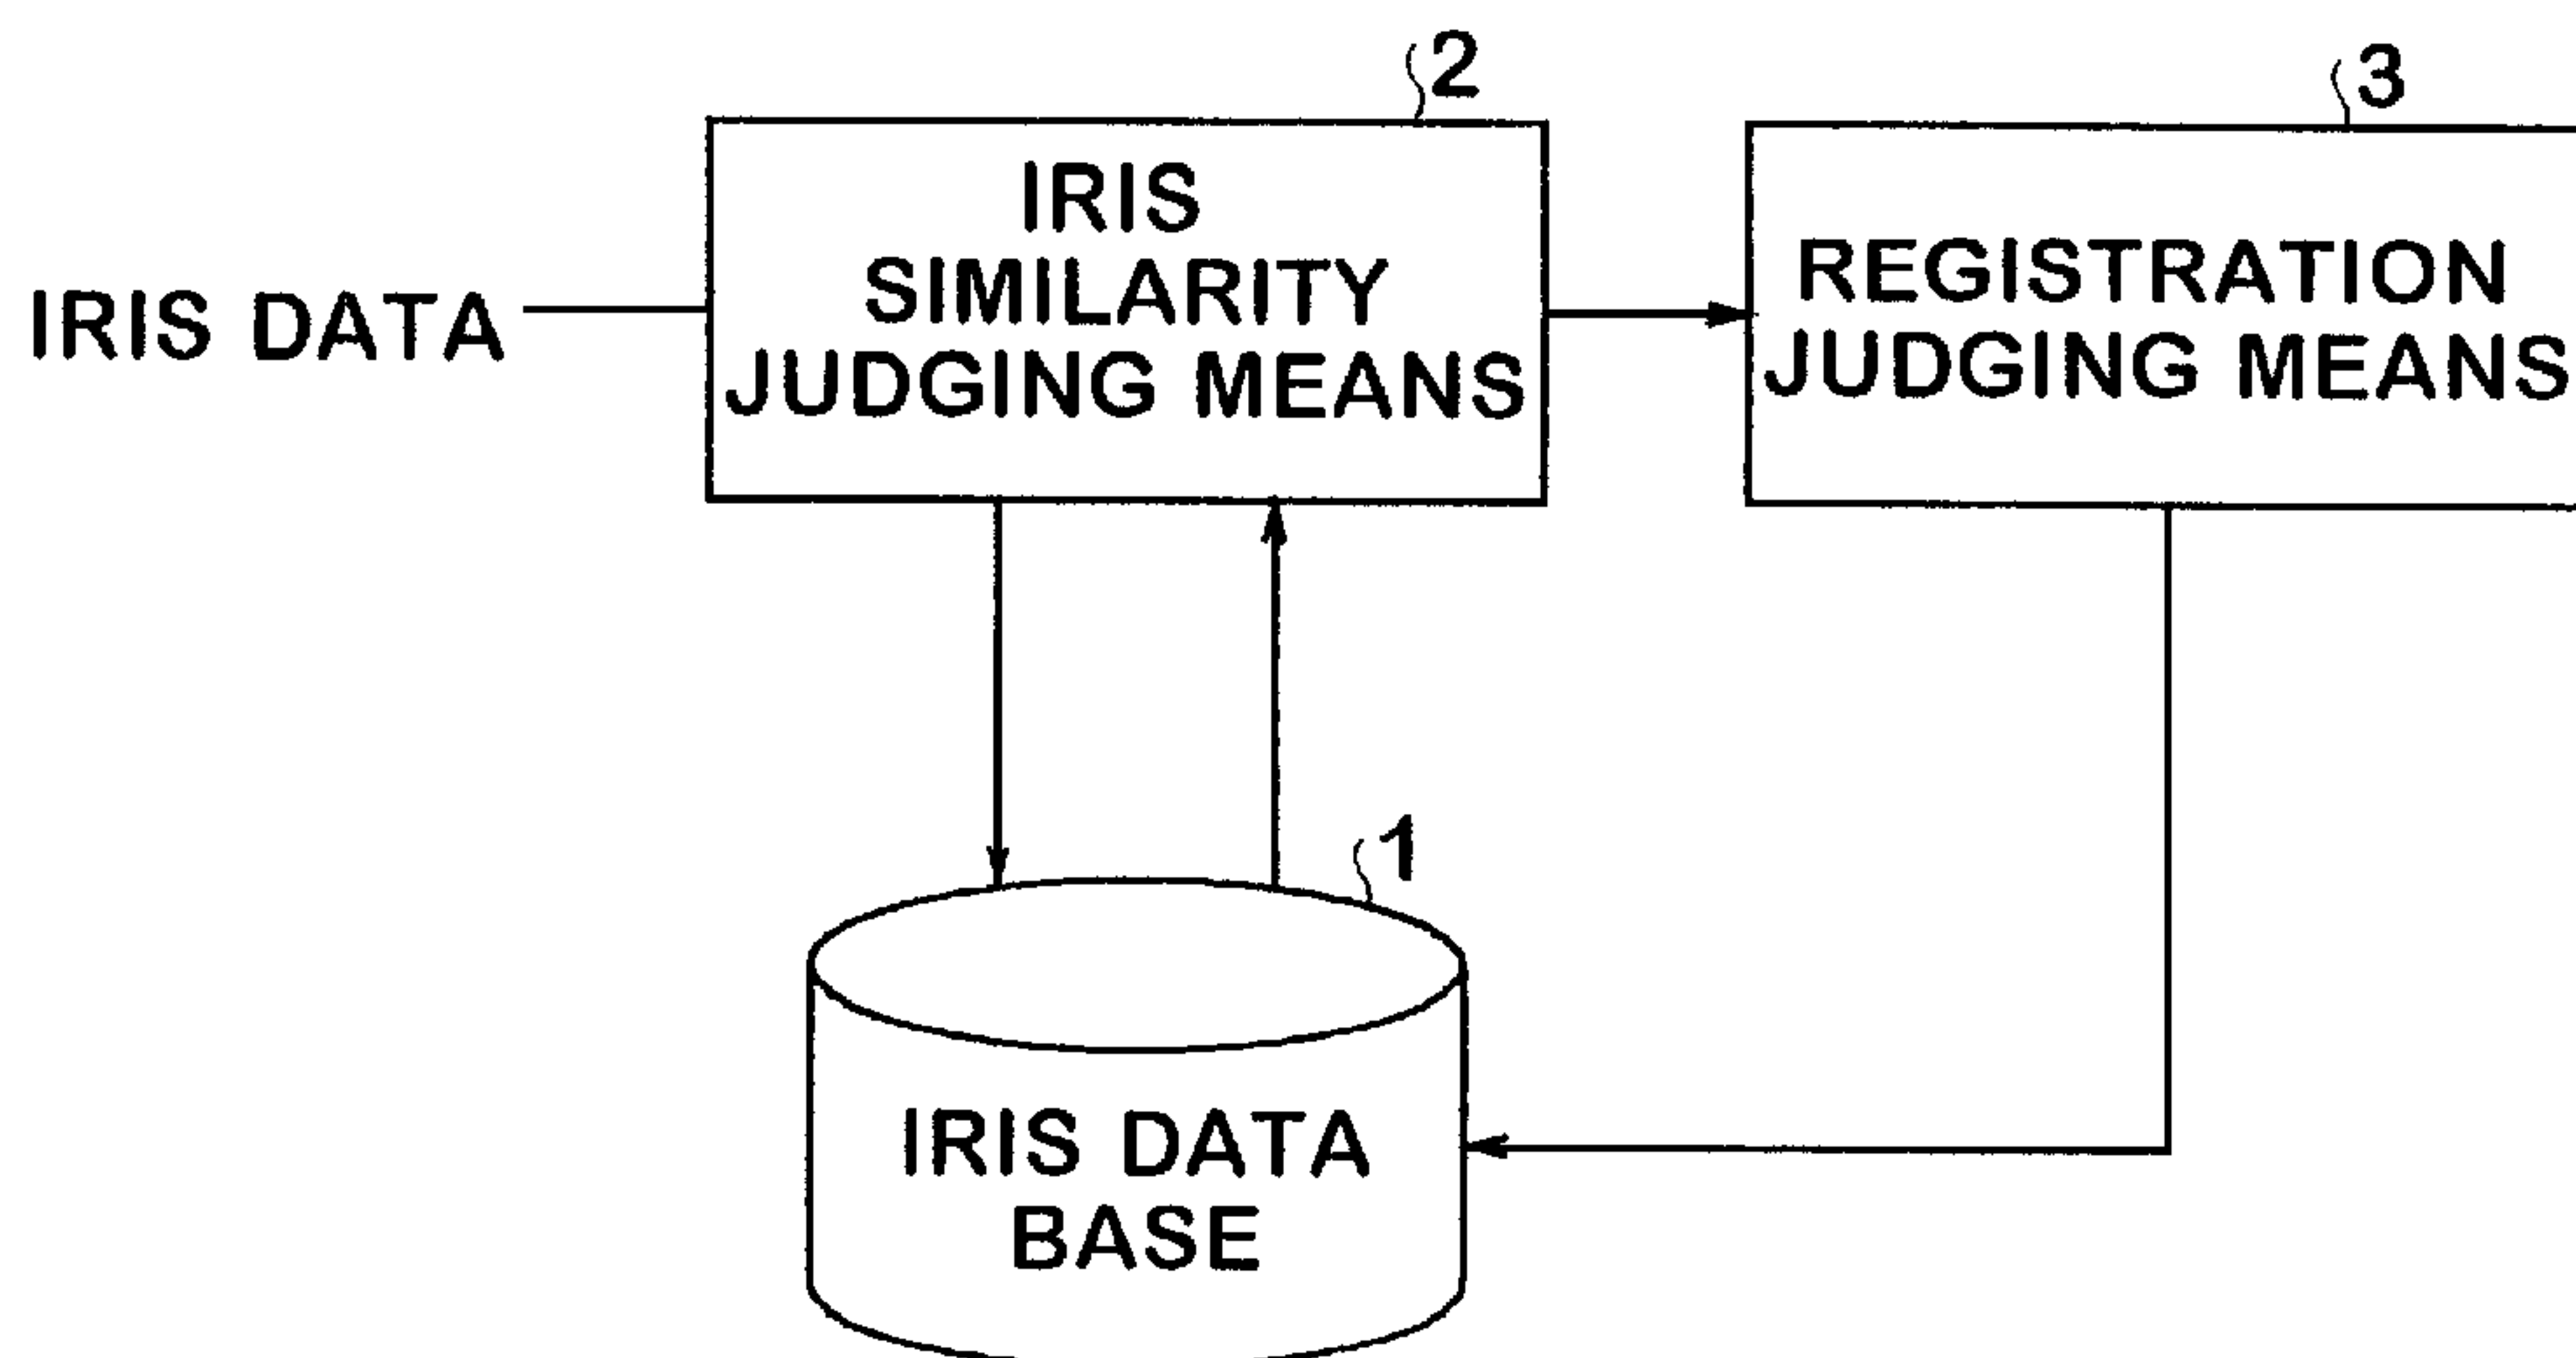 2
3
IRIS DATA
IRIS
SIMILARITY
JUDGING MEANS
REGISTRATION
JUDGING MEANS
1
IRIS DATA
BASE